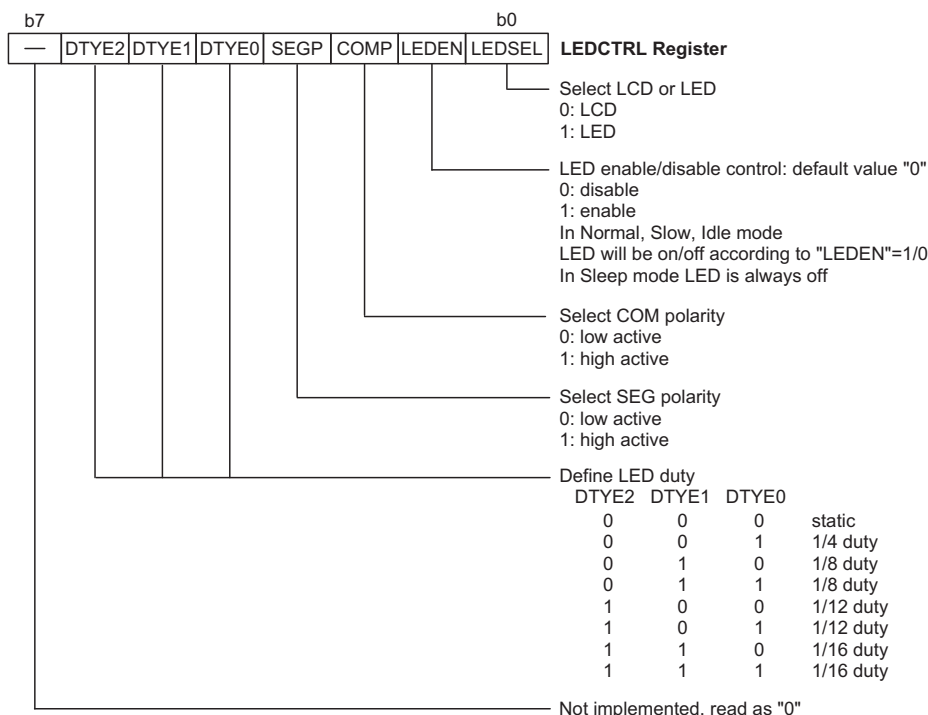 b7 b0
— DTYE2 DTYE1 DTYE0 SEGP COMP LEDEN LEDSEL LEDCTRL Register
Select LCD or LED
0: LCD
1: LED
LED enable/disable control: default value "0"
0: disable
1: enable
In Normal, Slow, Idle mode
LED will be on/off according to "LEDEN"=1/0
In Sleep mode LED is always off
Select COM polarity
0: low active
1: high active
Select SEG polarity
0: low active
1: high active
Define LED duty
DTYE2 DTYE1 DTYE0
0 0 0 static
0 0 1 1/4 duty
0 1 0 1/8 duty
0 1 1 1/8 duty
1 0 0 1/12 duty
1 0 1 1/12 duty
1 1 0 1/16 duty
1 1 1 1/16 duty
Not implemented, read as "0"